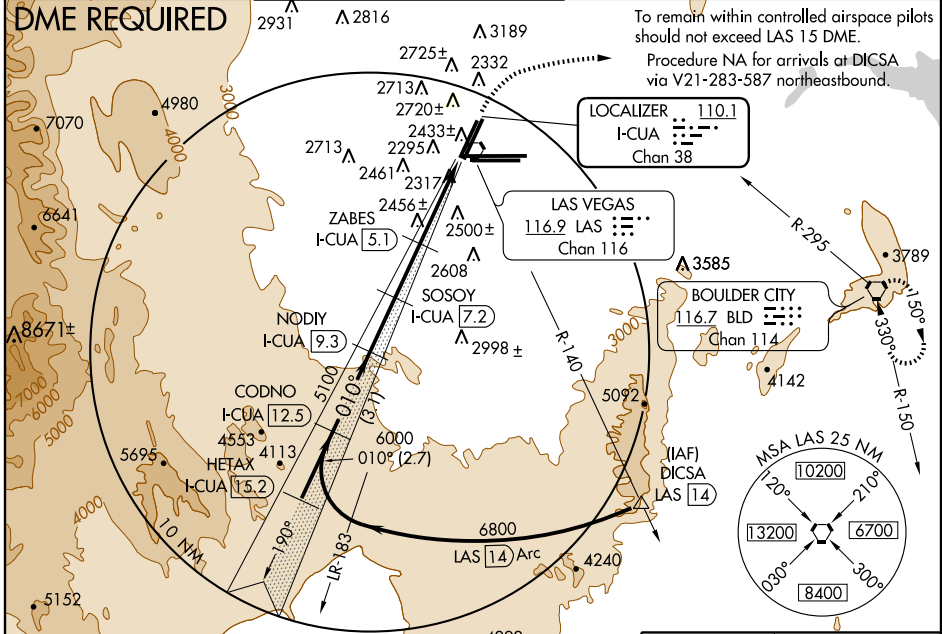 DME REQUIRED
2931
2816
3189
To remain within controlled airspace pilots
should not exceed LAS 15 DME.
Procedure NA for arrivals at DICSA
via V21-283-587 northeastbound.
3000
2725±
2332
4980
2713
2720±
LOCALIZER 110.1
I-CUA
Chan 38
7070
4000
2433±
2713
2295
2461
2317
LAS VEGAS
116.9 LAS
Chan 116
R-295
6641
2456±
ZABES
I-CUA 5.1
2500±
2608
3585
3789
SOSOY
I-CUA 7.2
BOULDER CITY
116.7 BLD
Chan 114
150°
330°
8671±
NODIY
I-CUA 9.3
2998±
R-140
3000
7000
6000
5000
5100
010°
(3.1)
4142
R-150
CODNO
I-CUA 12.5
5092
4553
4113
6000
010° (2.7)
5695
HETAX
I-CUA 15.2
(IAF)
DICSA
LAS 14
MSA LAS 25 NM
10200
120°
210°
13200
6700
030°
300°
8400
4000
6800
LAS 14 Arc
10 NM
190°
LR-183
4240
5152